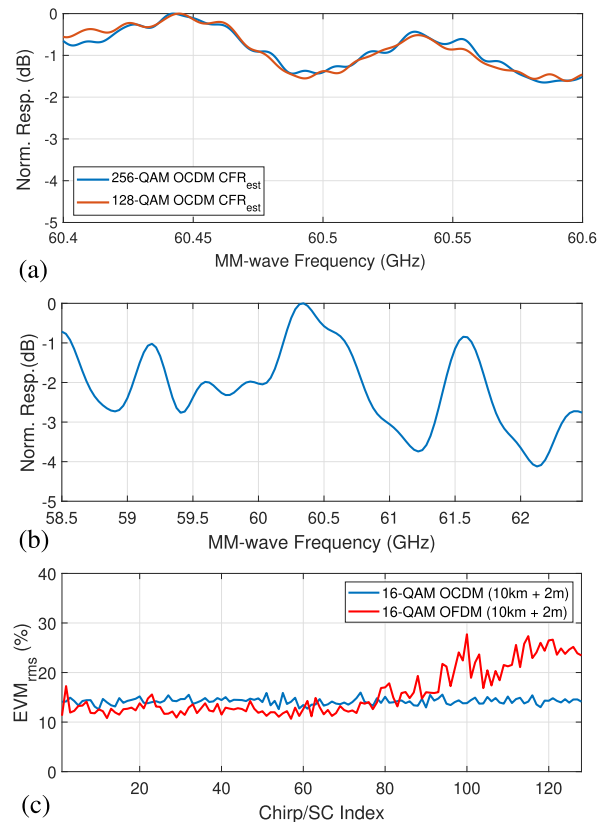 0
-1
-2
-3
-4
-5
Norm. Resp. (dB)
256-QAM OCDM CFRest
128-QAM OCDM CFRest
60.4
60.45
60.5
60.55
60.6
MM-wave Frequency (GHz)
(a)
0
-1
-2
-3
-4
-5
Norm. Resp.(dB)
58.5
59
59.5
60
60.5
61
61.5
62
MM-wave Frequency (GHz)
(b)
40
30
20
10
0
EVMrms (%)
16-QAM OCDM (10km + 2m)
16-QAM OFDM (10km + 2m)
20
40
60
80
100
120
Chirp/SC Index
(c)